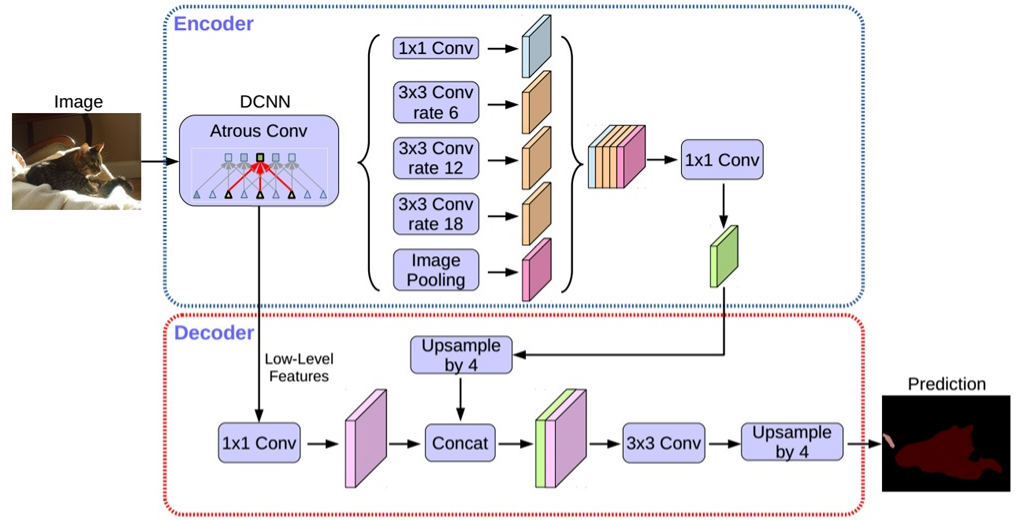 Encoder
Image
DCNN
Atrous Conv
1x1 Conv
3x3 Conv
rate 6
3x3 Conv
rate 12
3x3 Conv
rate 18
Image
Pooling
1x1 Conv
Decoder
Low-Level
Features
Upsample
by 4
1x1 Conv
Concat
3x3 Conv
Upsample
by 4
Prediction